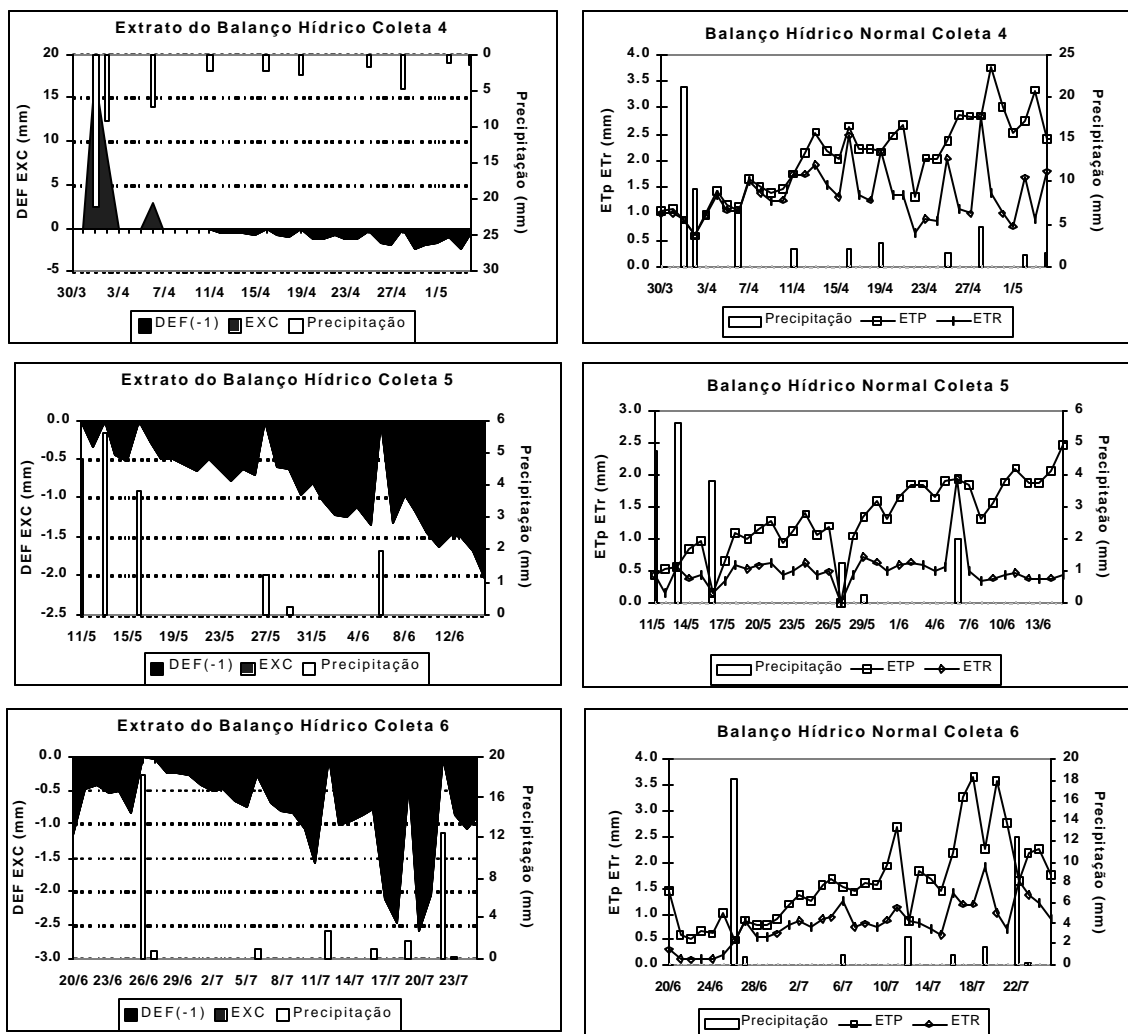 Extrato do Balanço Hídrico Coleta 4
20
15
10
5
0
-5
DEF EXC (mm)
0
5
10
15
20
25
30
Precipitação (mm)
30/3 3/4 7/4 11/4 15/4 19/4 23/4 27/4 1/5
DEF(-1) EXC Precipitação
Balanço Hídrico Normal Coleta 4
4.0
3.5
3.0
2.5
2.0
1.5
1.0
0.5
0.0
ETp ETr (mm)
25
20
15
10
5
0
Precipitação (mm)
30/3 3/4 7/4 11/4 15/4 19/4 23/4 27/4 1/5
Precipitação ETP ETR
Extrato do Balanço Hídrico Coleta 5
0.0
-0.5
-1.0
-1.5
-2.0
-2.5
DEF EXC (mm)
6
5
4
3
2
1
0
Precipitação (mm)
11/5 15/5 19/5 23/5 27/5 31/5 4/6 8/6 12/6
DEF(-1) EXC Precipitação
Balanço Hídrico Normal Coleta 5
3.0
2.5
2.0
1.5
1.0
0.5
0.0
ETp ETr (mm)
6
5
4
3
2
1
0
Precipitação (mm)
11/5 14/5 17/5 20/5 23/5 26/5 29/5 1/6 4/6 7/6 10/6 13/6
Precipitação ETP ETR
Extrato do Balanço Hídrico Coleta 6
0.0
-0.5
-1.0
-1.5
-2.0
-2.5
-3.0
DEF EXC (mm)
20
16
12
8
4
0
Precipitação (mm)
20/6 23/6 26/6 29/6 2/7 5/7 8/7 11/7 14/7 17/7 20/7 23/7
DEF(-1) EXC Precipitação
Balanço Hídrico Normal Coleta 6
4.0
3.5
3.0
2.5
2.0
1.5
1.0
0.5
0.0
ETp ETr (mm)
20
18
16
14
12
10
8
6
4
2
0
Precipitação (mm)
20/6 24/6 28/6 2/7 6/7 10/7 14/7 18/7 22/7
Precipitação ETP ETR